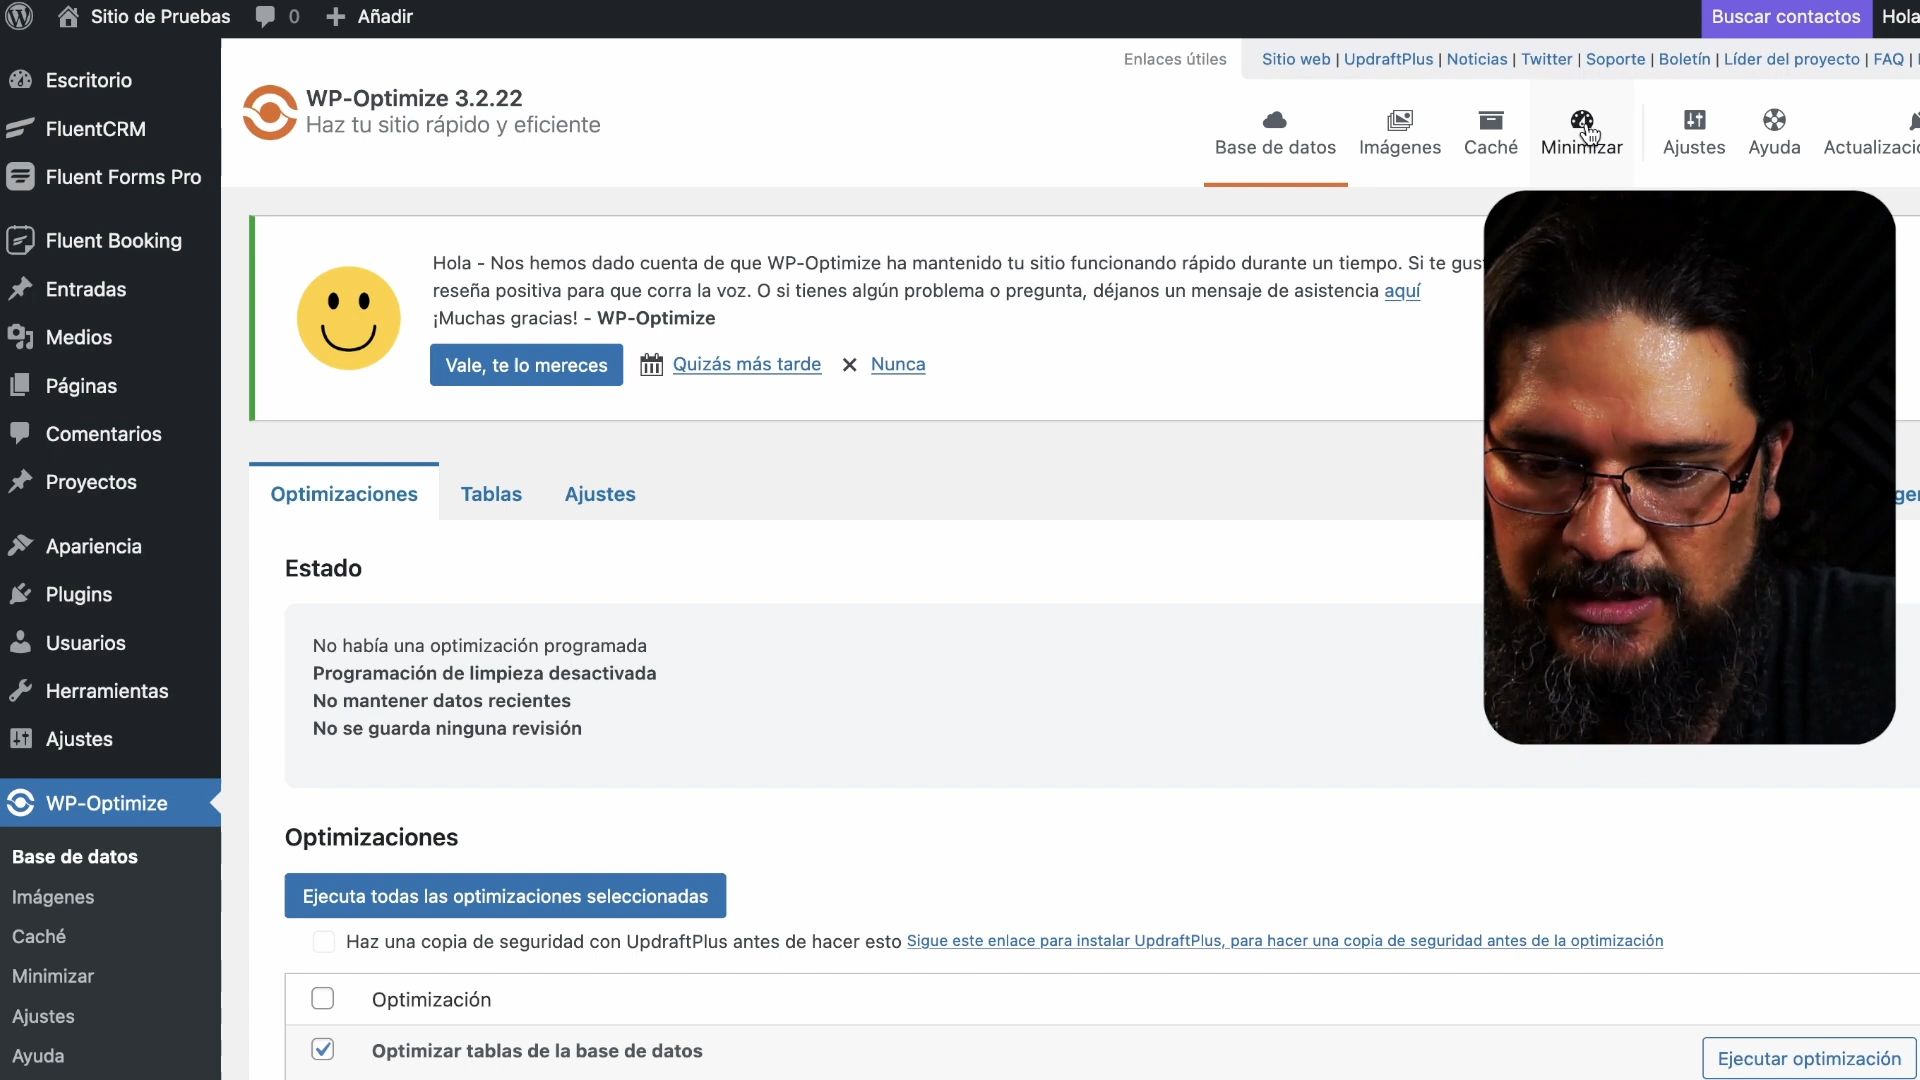 Sitio de Pruebas 0 Añadir Buscar contactos Hola
Enlaces útiles Sitio web | UpdraftPlus | Noticias | Twitter | Soporte | Boletín | Líder del proyecto | FAQ |
WP-Optimize 3.2.22
Haz tu sitio rápido y eficiente
Base de datos Imágenes Caché Minimizar Ajustes Ayuda
Escritorio
FluentCRM
Fluent Forms Pro
Fluent Booking
Entradas
Medios
Páginas
Comentarios
Proyectos
Apariencia
Plugins
Usuarios
Herramientas
Ajustes
WP-Optimize
Base de datos
Imágenes
Caché
Minimizar
Ajustes
Ayuda
Hola - Nos hemos dado cuenta de que WP-Optimize ha mantenido tu sitio funcionando rápido durante un tiempo. Si te
reseña positiva para que corra la voz. O si tienes algún problema o pregunta, déjanos un mensaje de asistencia aquí
¡Muchas gracias! - WP-Optimize
Vale, te lo mereces Quizás más tarde Nunca
Optimizaciones Tablas Ajustes
Estado
No había una optimización programada
Programación de limpieza desactivada
No mantener datos recientes
No se guarda ninguna revisión
Optimizaciones
Ejecuta todas las optimizaciones seleccionadas
Haz una copia de seguridad con UpdraftPlus antes de hacer esto Sigue este enlace para instalar UpdraftPlus, para hacer una copia de seguridad antes de la optimización
Optimización
Optimizar tablas de la base de datos
Ejecutar optimización